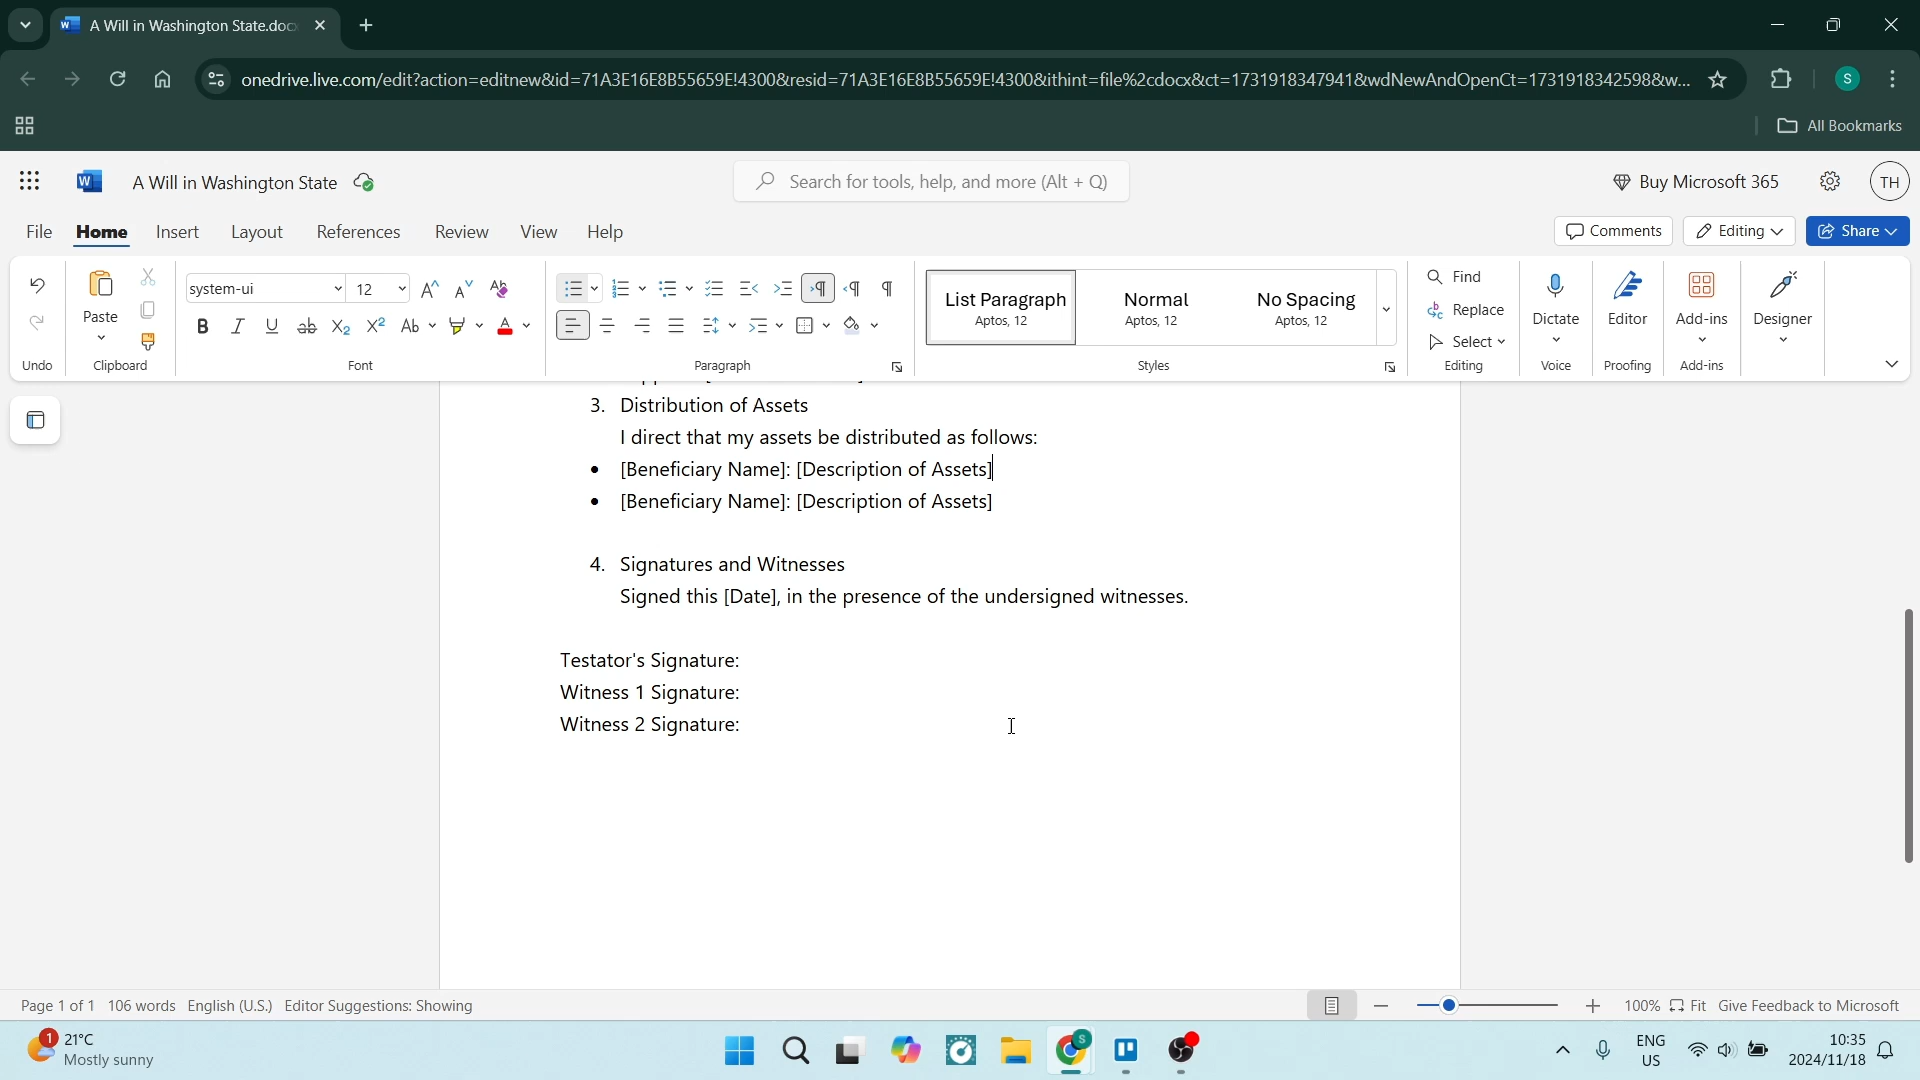 A Will in Washington State.docx
onedrive.live.com/edit?action=editnew&id=71A3E16E8B55659E!4300&resid=71A3E16E8B55659E!4300&ithint=file%2cdocx&ct=1731918347941&wdNewAndOpenCt=1731918342598&w...
S
All Bookmarks
A Will in Washington State
Search for tools, help, and more (Alt + Q)
Buy Microsoft 365
TH
File Home Insert Layout References Review View Help
Comments
Editing
Share
Paste
system-ui
12
List Paragraph
Aptos, 12
Normal
Aptos, 12
No Spacing
Aptos, 12
Find
Replace
Select
Dictate
Editor
Add-ins
Designer
Undo
Clipboard
Font
Paragraph
Styles
Editing
Voice
Proofing
Add-ins
3. Distribution of Assets
I direct that my assets be distributed as follows:
• [Beneficiary Name]: [Description of Assets]
• [Beneficiary Name]: [Description of Assets]
4. Signatures and Witnesses
Signed this [Date], in the presence of the undersigned witnesses.
Testator's Signature:
Witness 1 Signature:
Witness 2 Signature:
Page 1 of 1 106 words English (U.S.) Editor Suggestions: Showing
100% Fit Give Feedback to Microsoft
1
21°C
Mostly sunny
ENG
US
10:35
2024/11/18